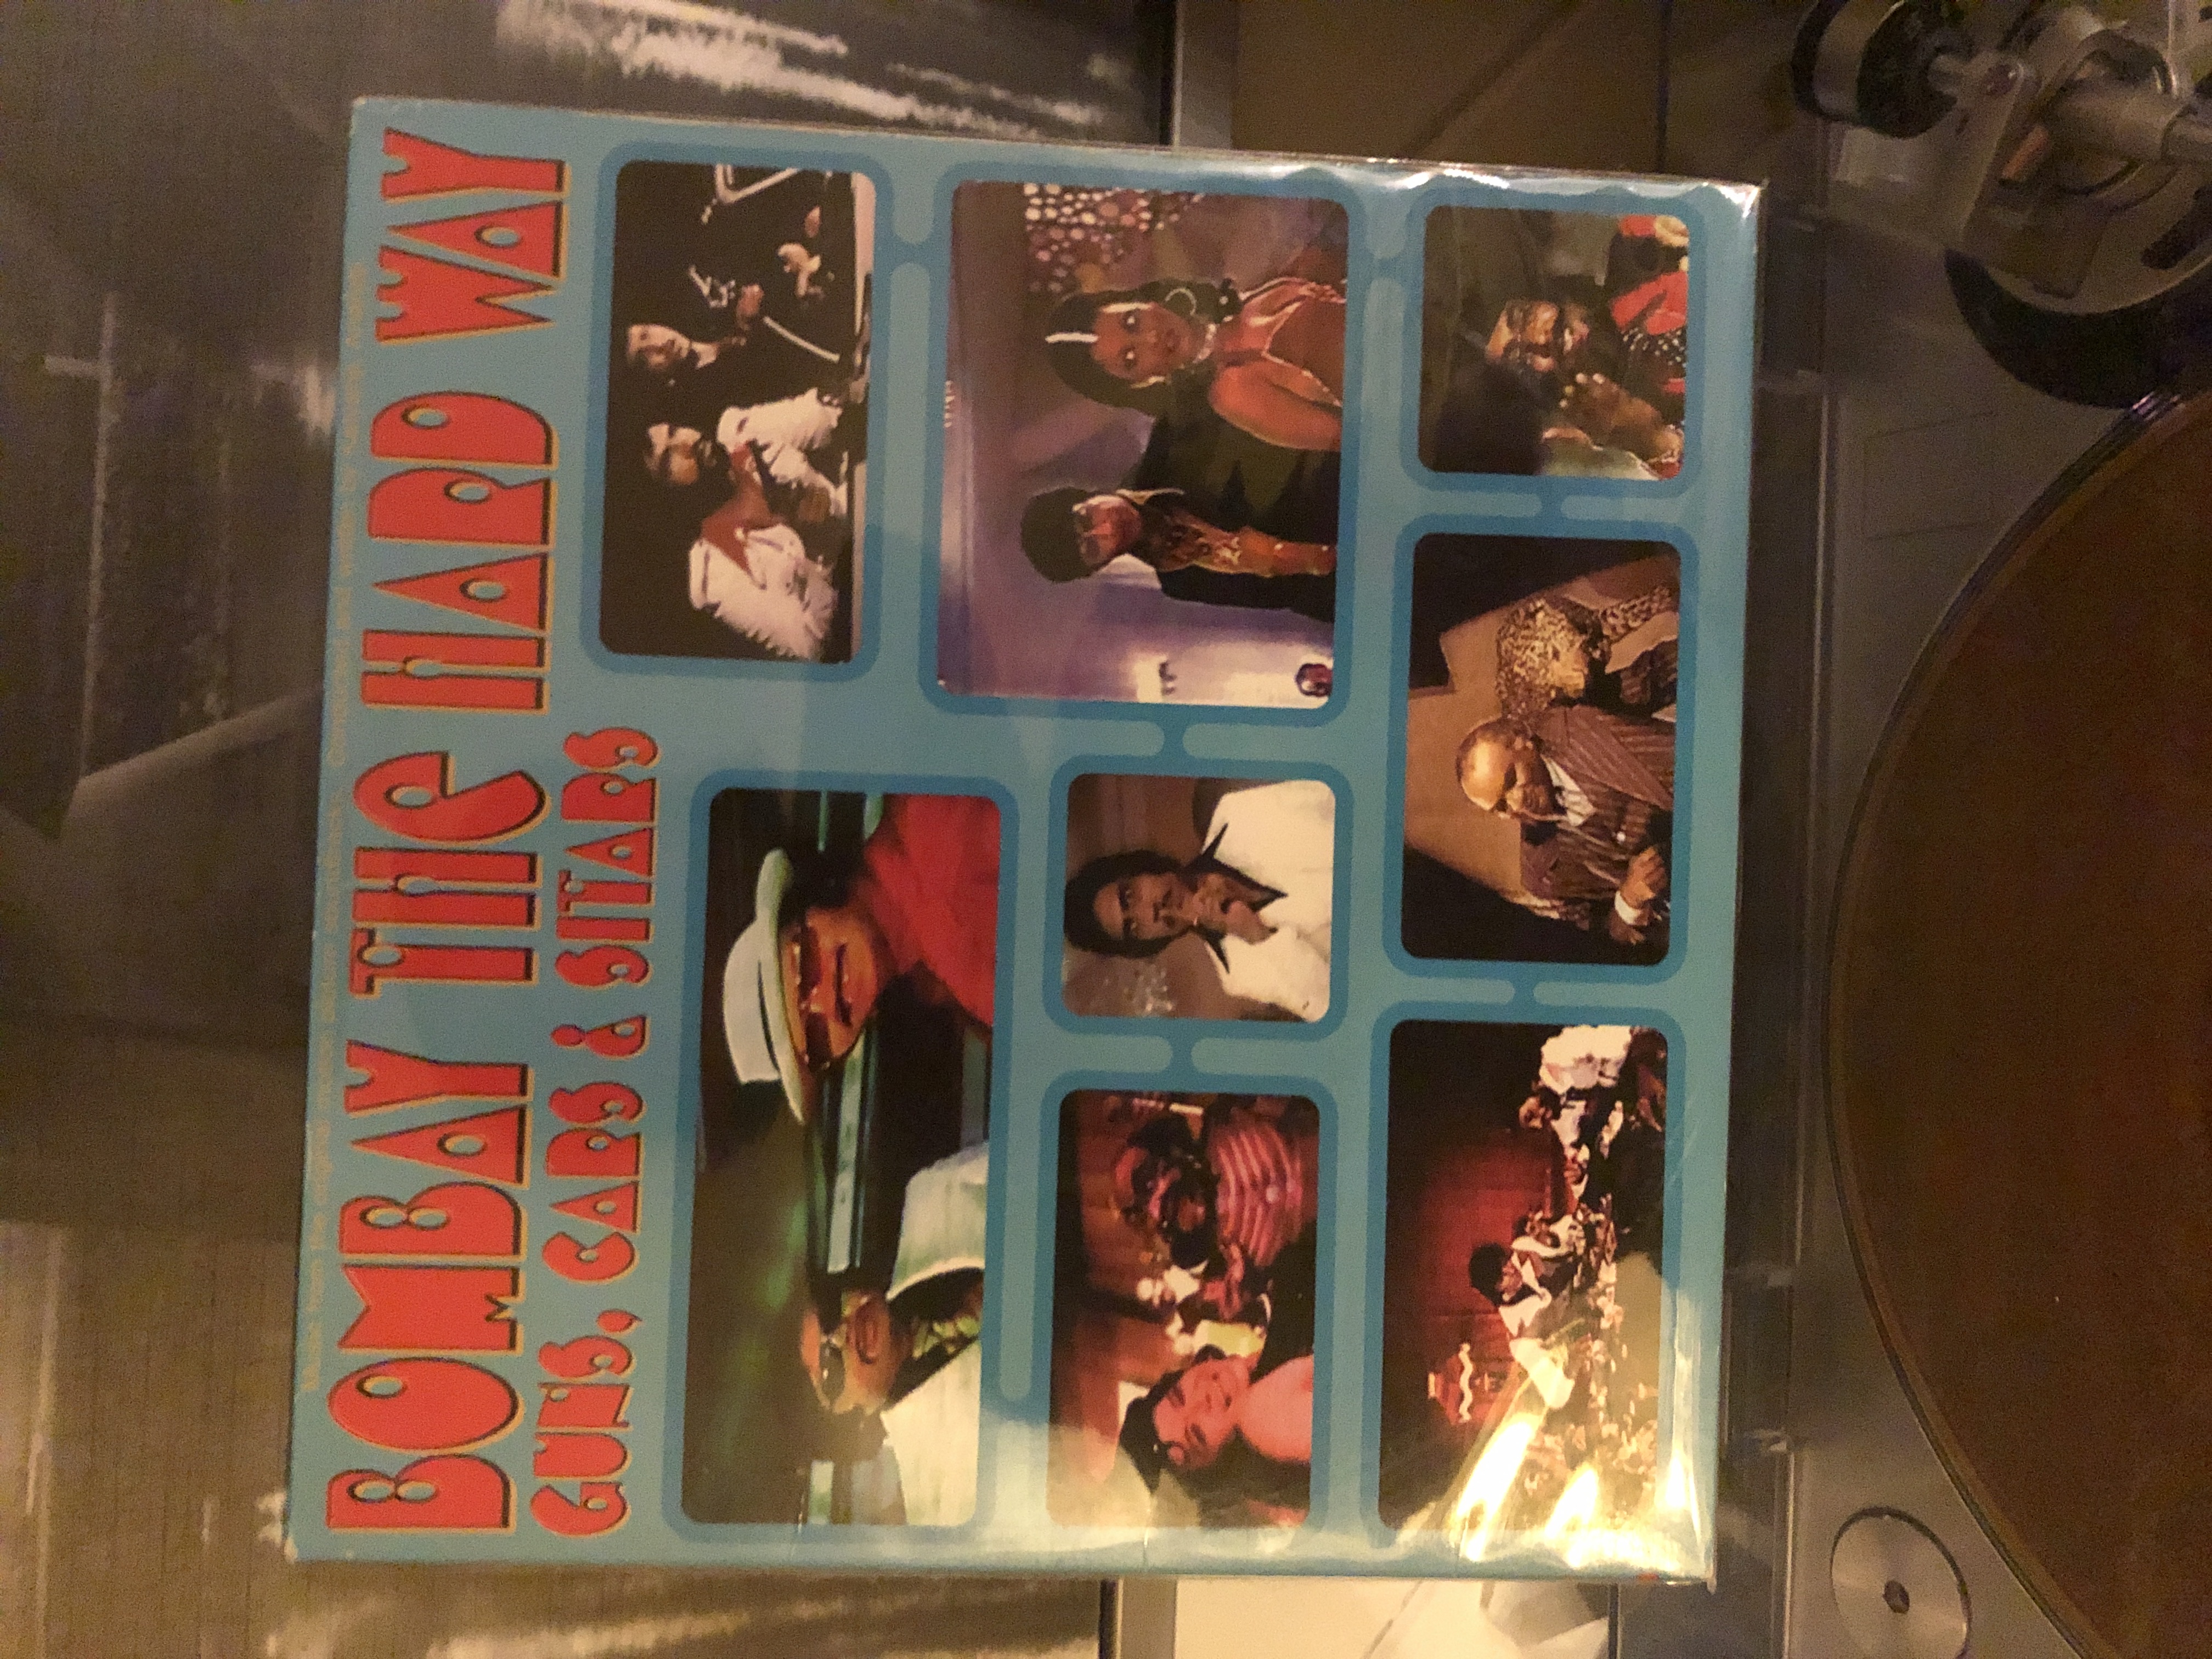 BOMBAY THE HARD WAY
GUNS, CARS & SITARS